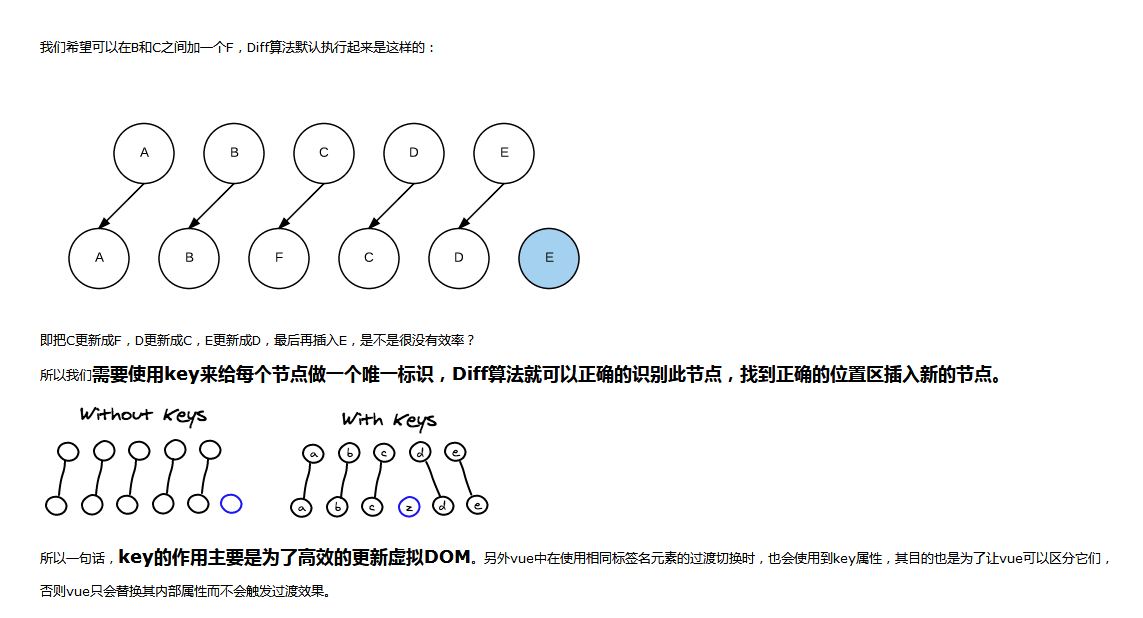 我们希望可以在B和C之间加一个F，Diff算法默认执行起来是这样的：
A B C D E
A B F C D E
即把C更新成F，D更新成C，E更新成D，最后再插入E，是不是很没有效率？
所以我们需要使用key来给每个节点做一个唯一标识，Diff算法就可以正确的识别此节点，找到正确的位置区插入新的节点。
Without Keys
With Keys
a b c d e
a b c z d e
所以一句话，key的作用主要是为了高效的更新虚拟DOM。另外vue中在使用相同标签名元素的过渡切换时，也会使用到key属性，其目的也是为了让vue可以区分它们，
否则vue只会替换其内部属性而不会触发过渡效果。